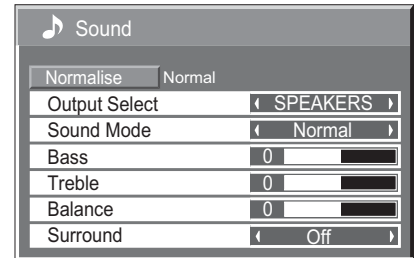 Sound
Normalise Normal
Output Select SPEAKERS
Sound Mode Normal
Bass 0
Treble 0
Balance 0
Surround Off